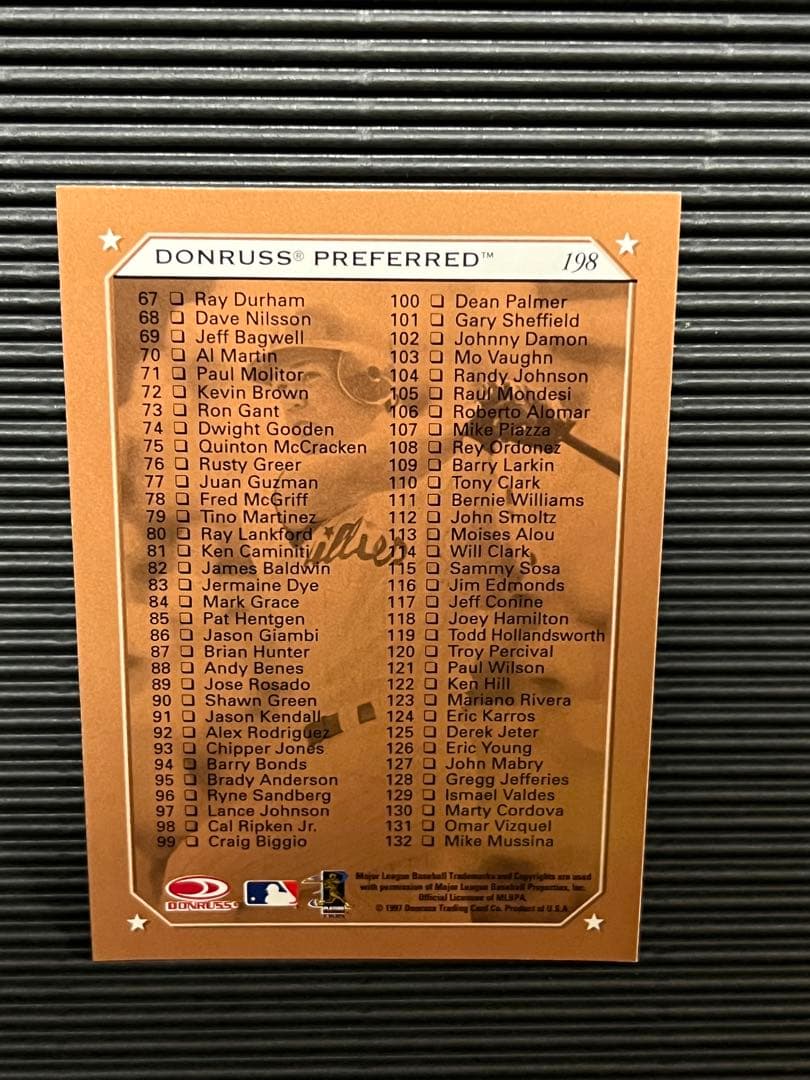 DONRUSS® PREFERRED™ 198
67 ❏ Ray Durham
68 ❏ Dave Nilsson
69 ❏ Jeff Bagwell
70 ❏ Al Martin
71 ❏ Paul Molitor
72 ❏ Kevin Brown
73 ❏ Ron Gant
74 ❏ Dwight Gooden
75 ❏ Quinton McCracken
76 ❏ Rusty Greer
77 ❏ Juan Guzman
78 ❏ Fred McGriff
79 ❏ Tino Martinez
80 ❏ Ray Lankford
81 ❏ Ken Caminiti
82 ❏ James Baldwin
83 ❏ Jermaine Dye
84 ❏ Mark Grace
85 ❏ Pat Hentgen
86 ❏ Jason Giambi
87 ❏ Brian Hunter
88 ❏ Andy Benes
89 ❏ Jose Rosado
90 ❏ Shawn Green
91 ❏ Jason Kendall
92 ❏ Alex Rodriguez
93 ❏ Chipper Jones
94 ❏ Barry Bonds
95 ❏ Brady Anderson
96 ❏ Ryne Sandberg
97 ❏ Lance Johnson
98 ❏ Cal Ripken Jr.
99 ❏ Craig Biggio
100 ❏ Dean Palmer
101 ❏ Gary Sheffield
102 ❏ Johnny Damon
103 ❏ Mo Vaughn
104 ❏ Randy Johnson
105 ❏ Raul Mondesi
106 ❏ Roberto Alomar
107 ❏ Mike Piazza
108 ❏ Rey Ordonez
109 ❏ Barry Larkin
110 ❏ Tony Clark
111 ❏ Bernie Williams
112 ❏ John Smoltz
113 ❏ Moises Alou
114 ❏ Will Clark
115 ❏ Sammy Sosa
116 ❏ Jim Edmonds
117 ❏ Jeff Conine
118 ❏ Joey Hamilton
119 ❏ Todd Hollandsworth
120 ❏ Troy Percival
121 ❏ Paul Wilson
122 ❏ Ken Hill
123 ❏ Mariano Rivera
124 ❏ Eric Karros
125 ❏ Derek Jeter
126 ❏ Eric Young
127 ❏ John Mabry
128 ❏ Gregg Jefferies
129 ❏ Ismael Valdes
130 ❏ Marty Cordova
131 ❏ Omar Vizquel
132 ❏ Mike Mussina
DONRUSS®
Major League Baseball Trademarks and Copyrights are used
with permission of Major League Baseball Properties, Inc.
Official Licensee of MLBPA.
© 1997 Donruss Trading Card Co. Product of U.S.A.